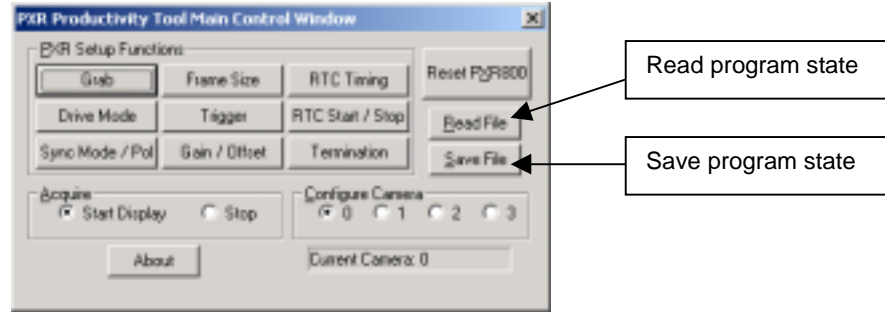 PXR Productivity Tool Main Control Window
PXR Setup Functions
Grab Frame Size RTC Timing Reset PXR800
Drive Mode Trigger RTC Start / Stop Read File
Sync Mode / Pol Gain / Offset Termination Save File
Acquire Configure Camera
Start Display Stop 0 1 2 3
About Current Camera: 0
Read program state
Save program state